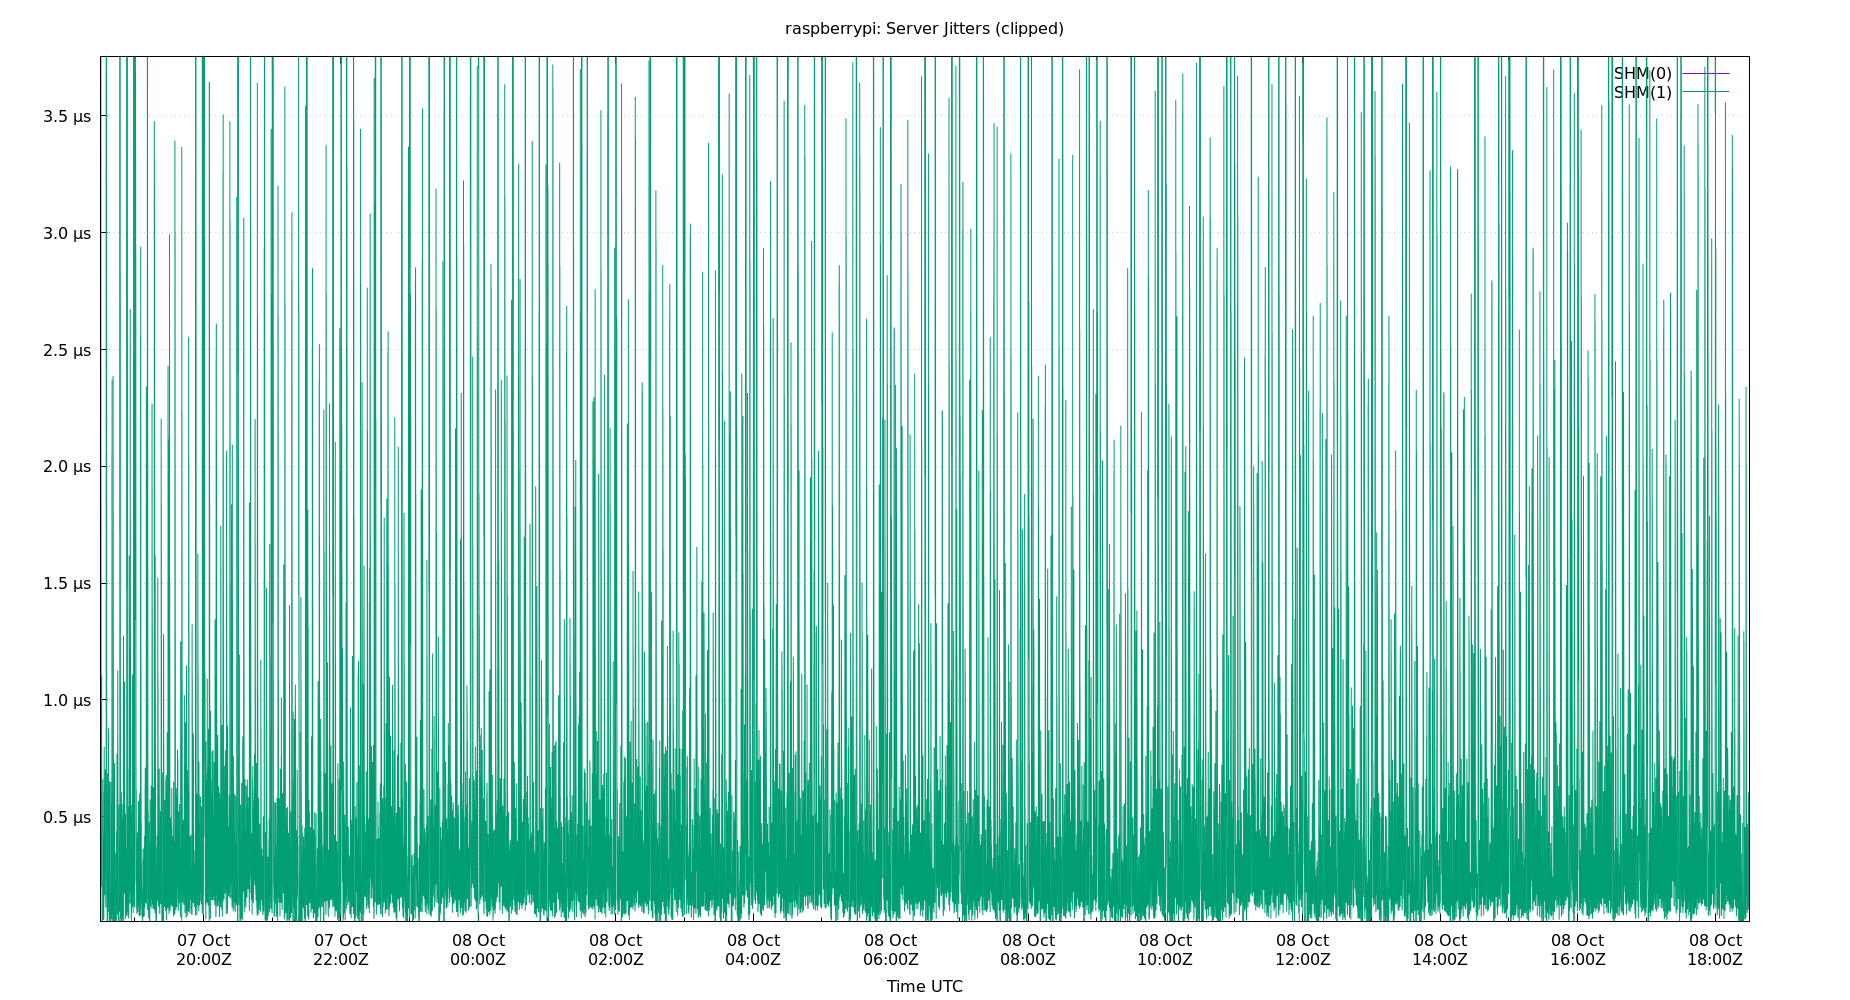 raspberrypi: Server Jitters (clipped)
SHM(0)
SHM(1)
3.5 µs
3.0 µs
2.5 µs
2.0 µs
1.5 µs
1.0 µs
0.5 µs
07 Oct 07 Oct 08 Oct 08 Oct 08 Oct 08 Oct 08 Oct 08 Oct 08 Oct 08 Oct 08 Oct 08 Oct
20:00Z 22:00Z 00:00Z 02:00Z 04:00Z 06:00Z 08:00Z 10:00Z 12:00Z 14:00Z 16:00Z 18:00Z
Time UTC